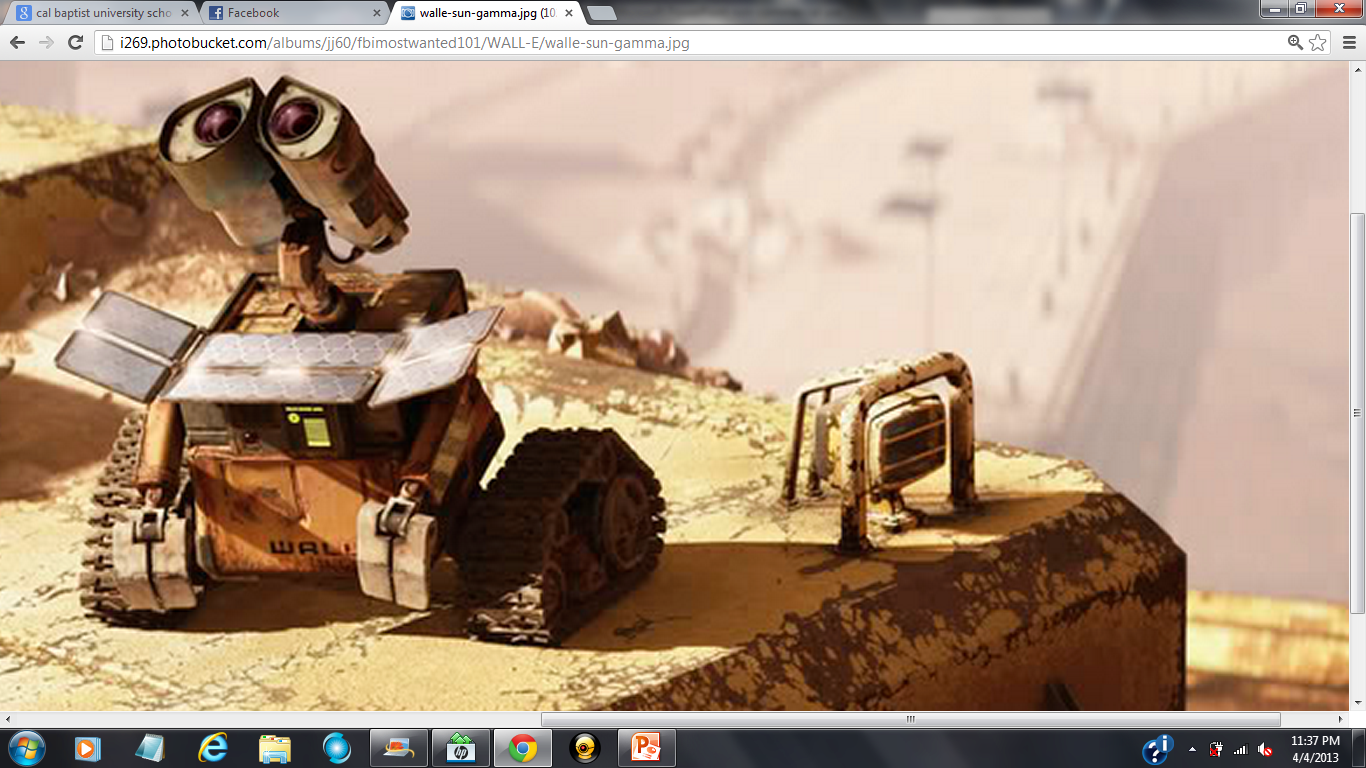 cal baptist university scho
Facebook
walle-sun-gamma.jpg (10
i269.photobucket.com/albums/jj60/fbimostwanted101/WALL-E/walle-sun-gamma.jpg
WALL
11:37 PM
4/4/2013